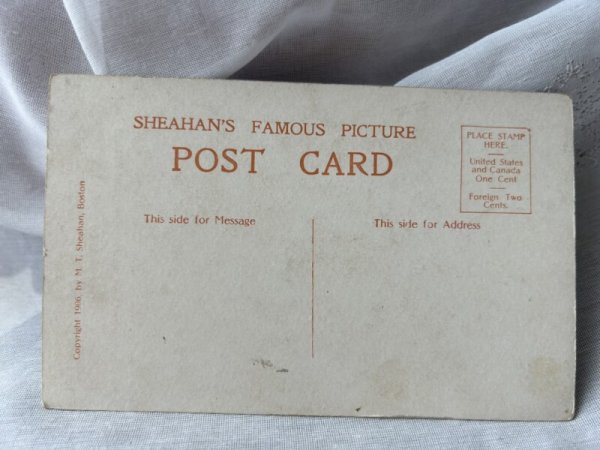 SHEAHAN'S FAMOUS PICTURE
POST CARD
PLACE STAMP
HERE.
United States
and Canada
One Cent
Foreign Two
Cents.
This side for Message
This side for Address
Copyright 1906, by M. T. Sheahan, Boston